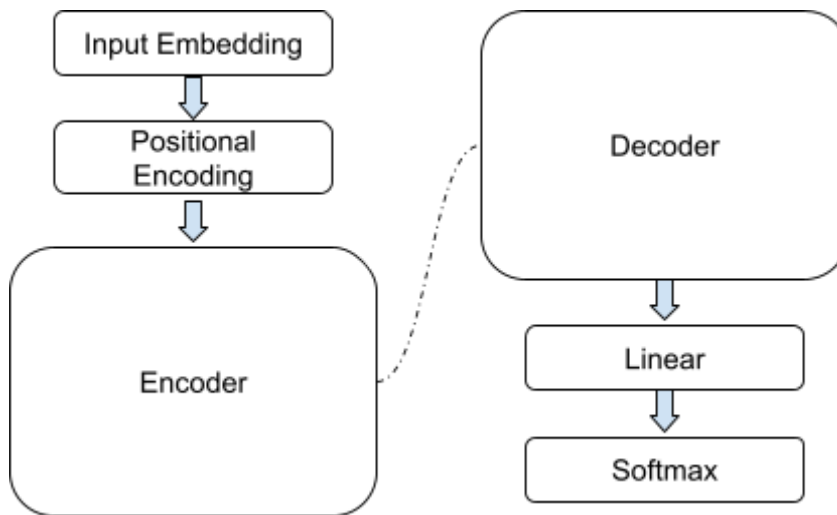 Input Embedding
Positional
Encoding
Encoder
Decoder
Linear
Softmax